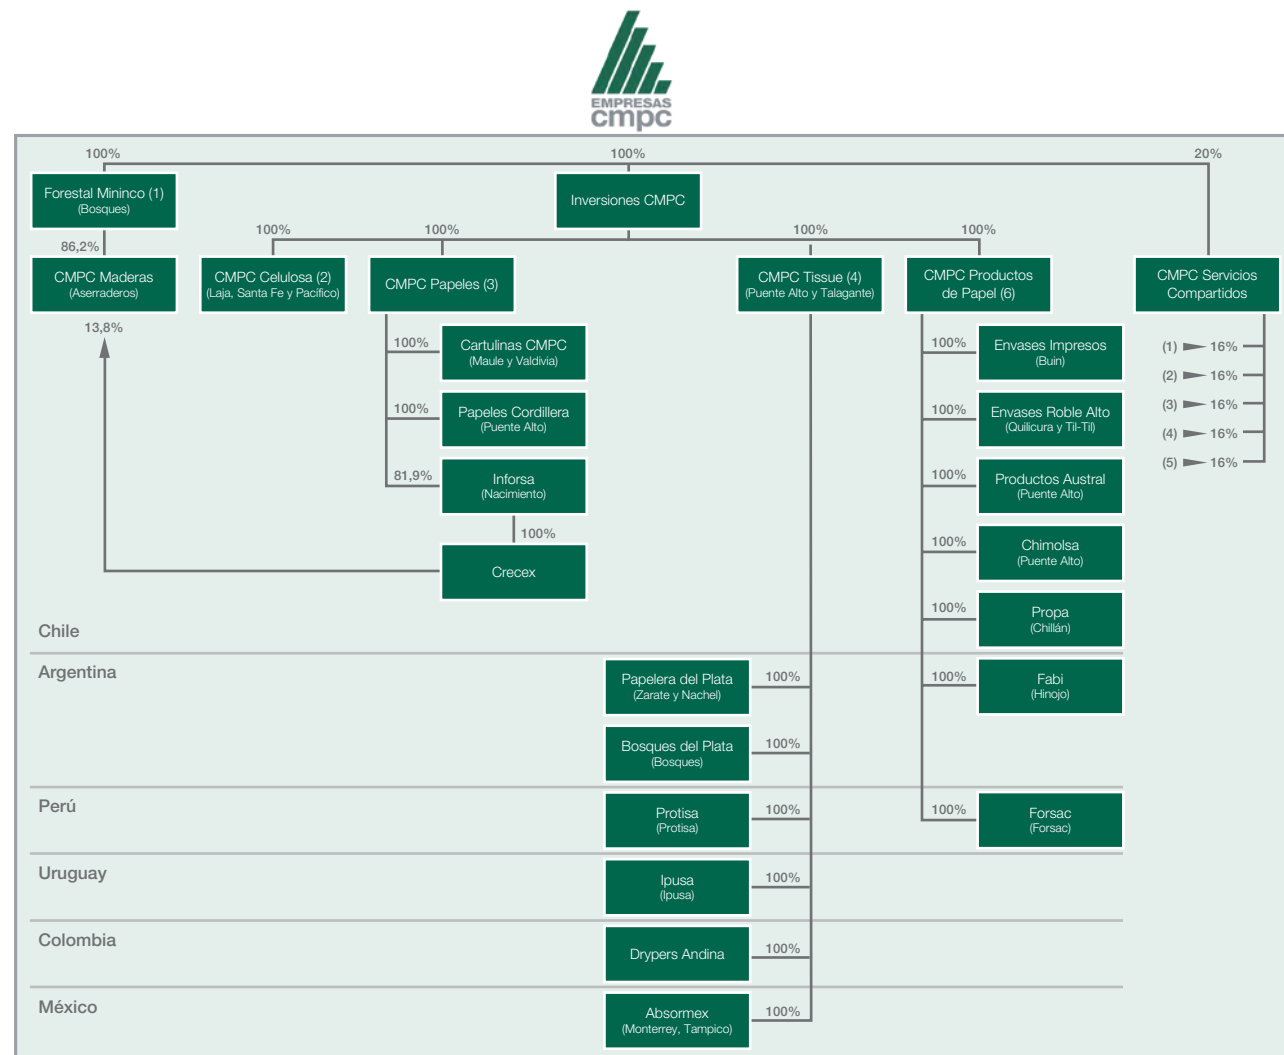 EMPRESAS
cmpc
100%
100%
20%
Forestal Mininco (1)
(Bosques)
Inversiones CMPC
86,2%
100%
100%
100%
100%
CMPC Maderas
(Aserraderos)
CMPC Celulosa (2)
(Laja, Santa Fe y Pacífico)
CMPC Papeles (3)
CMPC Tissue (4)
(Puente Alto y Talagante)
CMPC Productos
de Papel (6)
CMPC Servicios
Compartidos
13,8%
100%
Cartulinas CMPC
(Maule y Valdivia)
100%
Papeles Cordillera
(Puente Alto)
81,9%
Inforsa
(Nacimiento)
100%
Crecex
100%
Envases Impresos
(Buin)
100%
Envases Roble Alto
(Quilicura y Til-Til)
100%
Productos Austral
(Puente Alto)
100%
Chimolsa
(Puente Alto)
100%
Propa
(Chillán)
(1) 16%
(2) 16%
(3) 16%
(4) 16%
(5) 16%
Chile
Argentina
Papelera del Plata
(Zarate y Nachel)
100%
100%
Fabi
(Hinojo)
Bosques del Plata
(Bosques)
100%
Perú
Protisa
(Protisa)
100%
100%
Forsac
(Forsac)
Uruguay
Ipusa
(Ipusa)
100%
Colombia
Drypers Andina
100%
México
Absormex
(Monterrey, Tampico)
100%